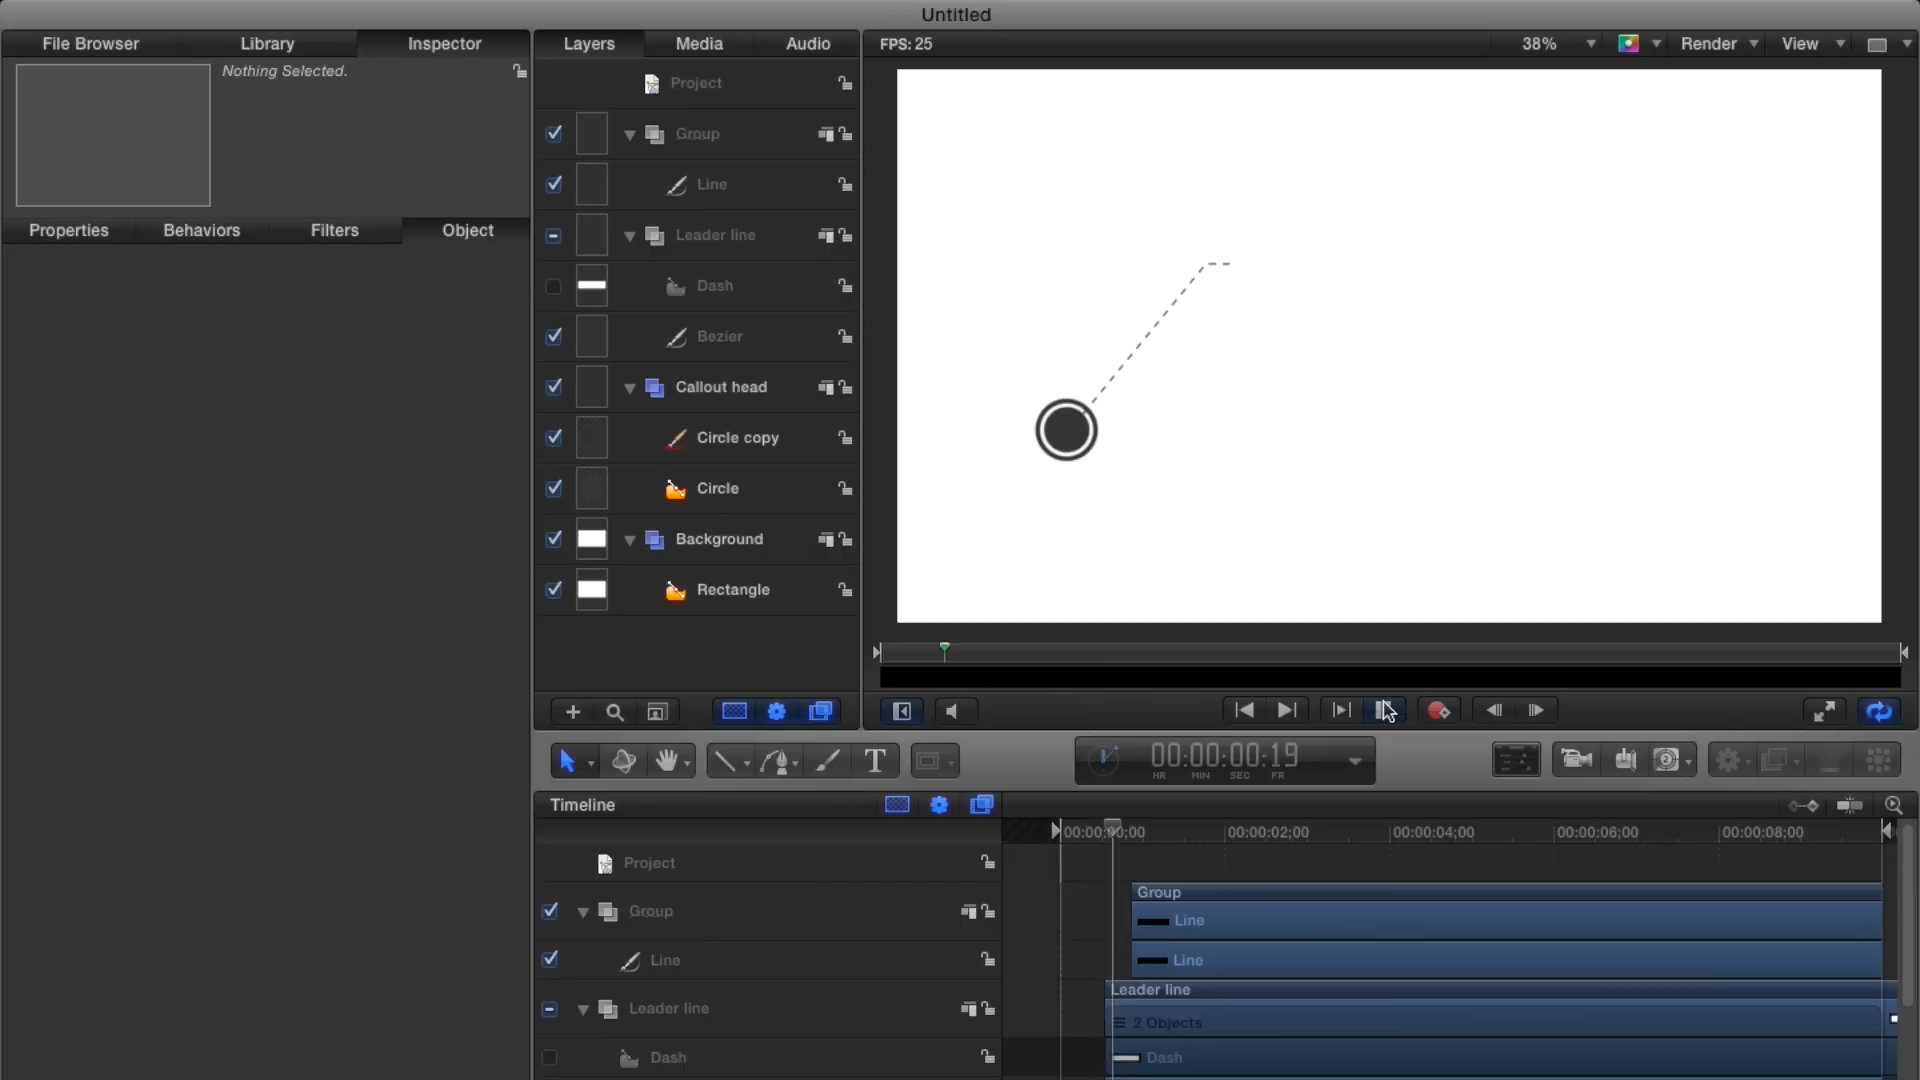 Untitled
File Browser Library Inspector
Nothing Selected.
Properties Behaviors Filters Object
Layers Media Audio
Project
Group
Line
Leader line
Dash
Bezier
Callout head
Circle copy
Circle
Background
Rectangle
FPS: 25 38% Render View
T
00:00:00:19
HR MIN SEC FR
Timeline
00:00:00;00 00:00:02;00 00:00:04;00 00:00:06;00 00:00:08;00
Project
Group
Line
Leader line
Dash
Group
Line
Line
Leader line
2 Objects
Dash